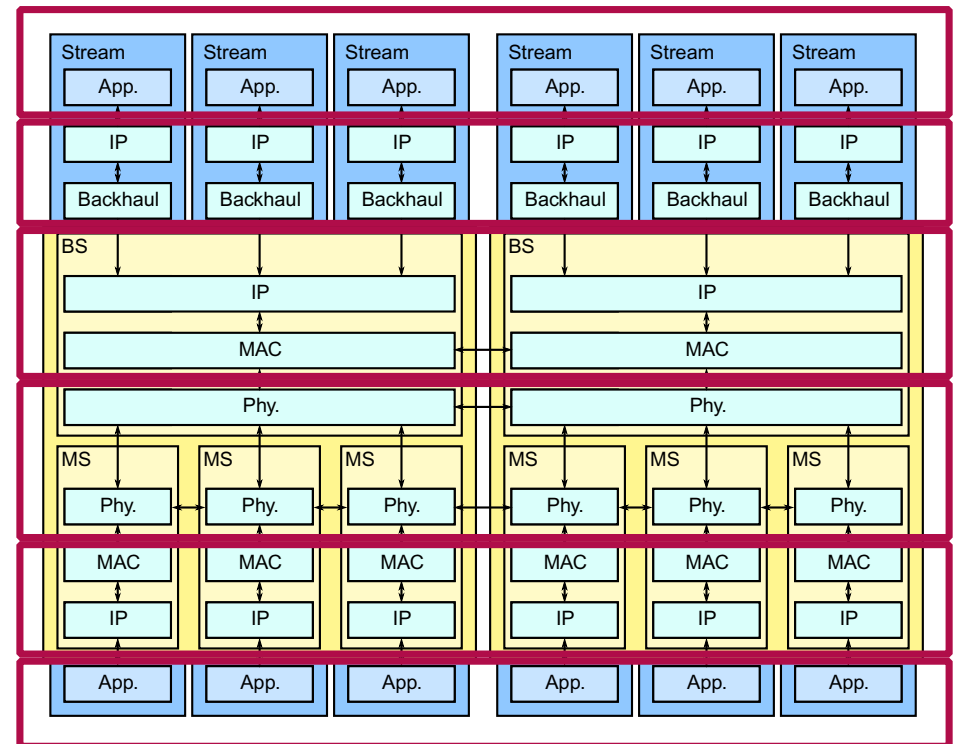 Stream Stream Stream Stream Stream Stream
App. App. App. App. App. App.
IP IP IP IP IP IP
Backhaul Backhaul Backhaul Backhaul Backhaul Backhaul
BS BS
IP IP
MAC MAC
Phy. Phy.
MS MS MS MS MS MS
Phy. Phy. Phy. Phy. Phy. Phy.
MAC MAC MAC MAC MAC MAC
IP IP IP IP IP IP
App. App. App. App. App. App.